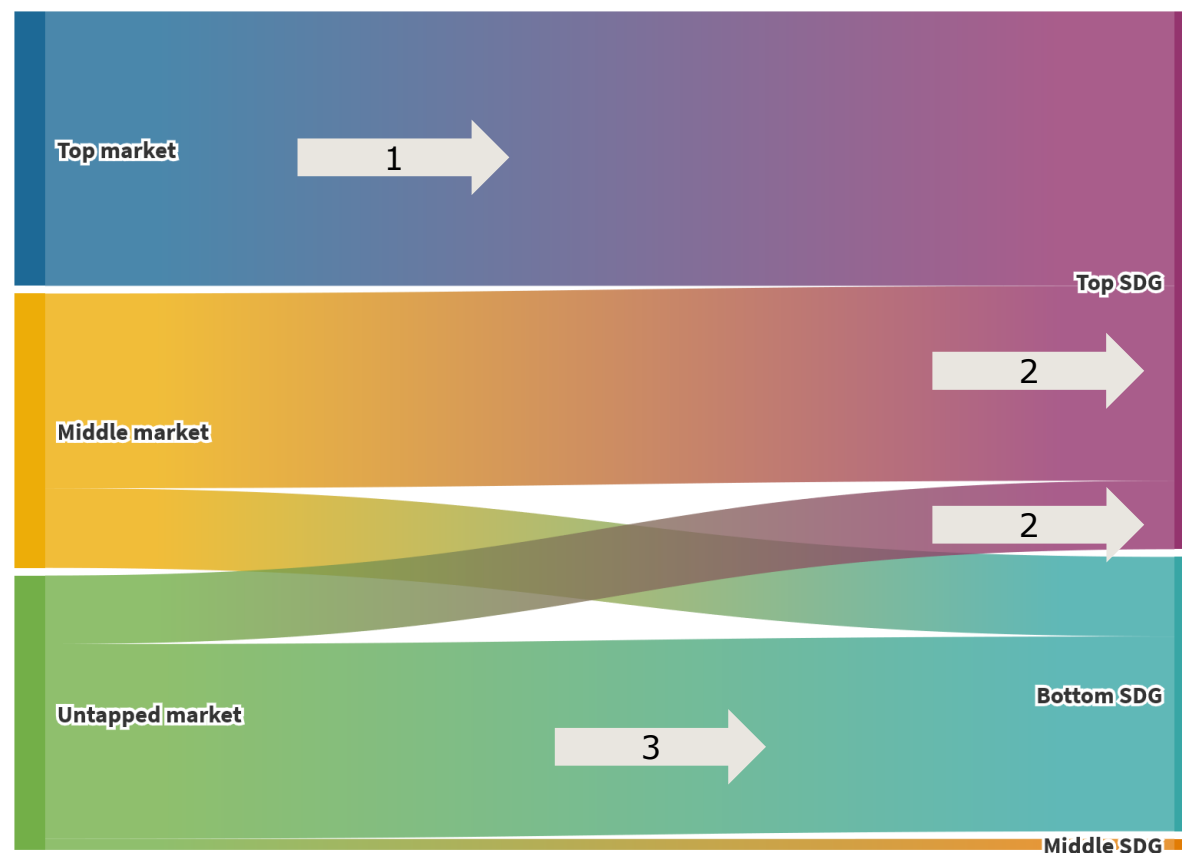 Top market
1
Top SDG
2
Middle market
2
Bottom SDG
Untapped market
3
Middle SDG